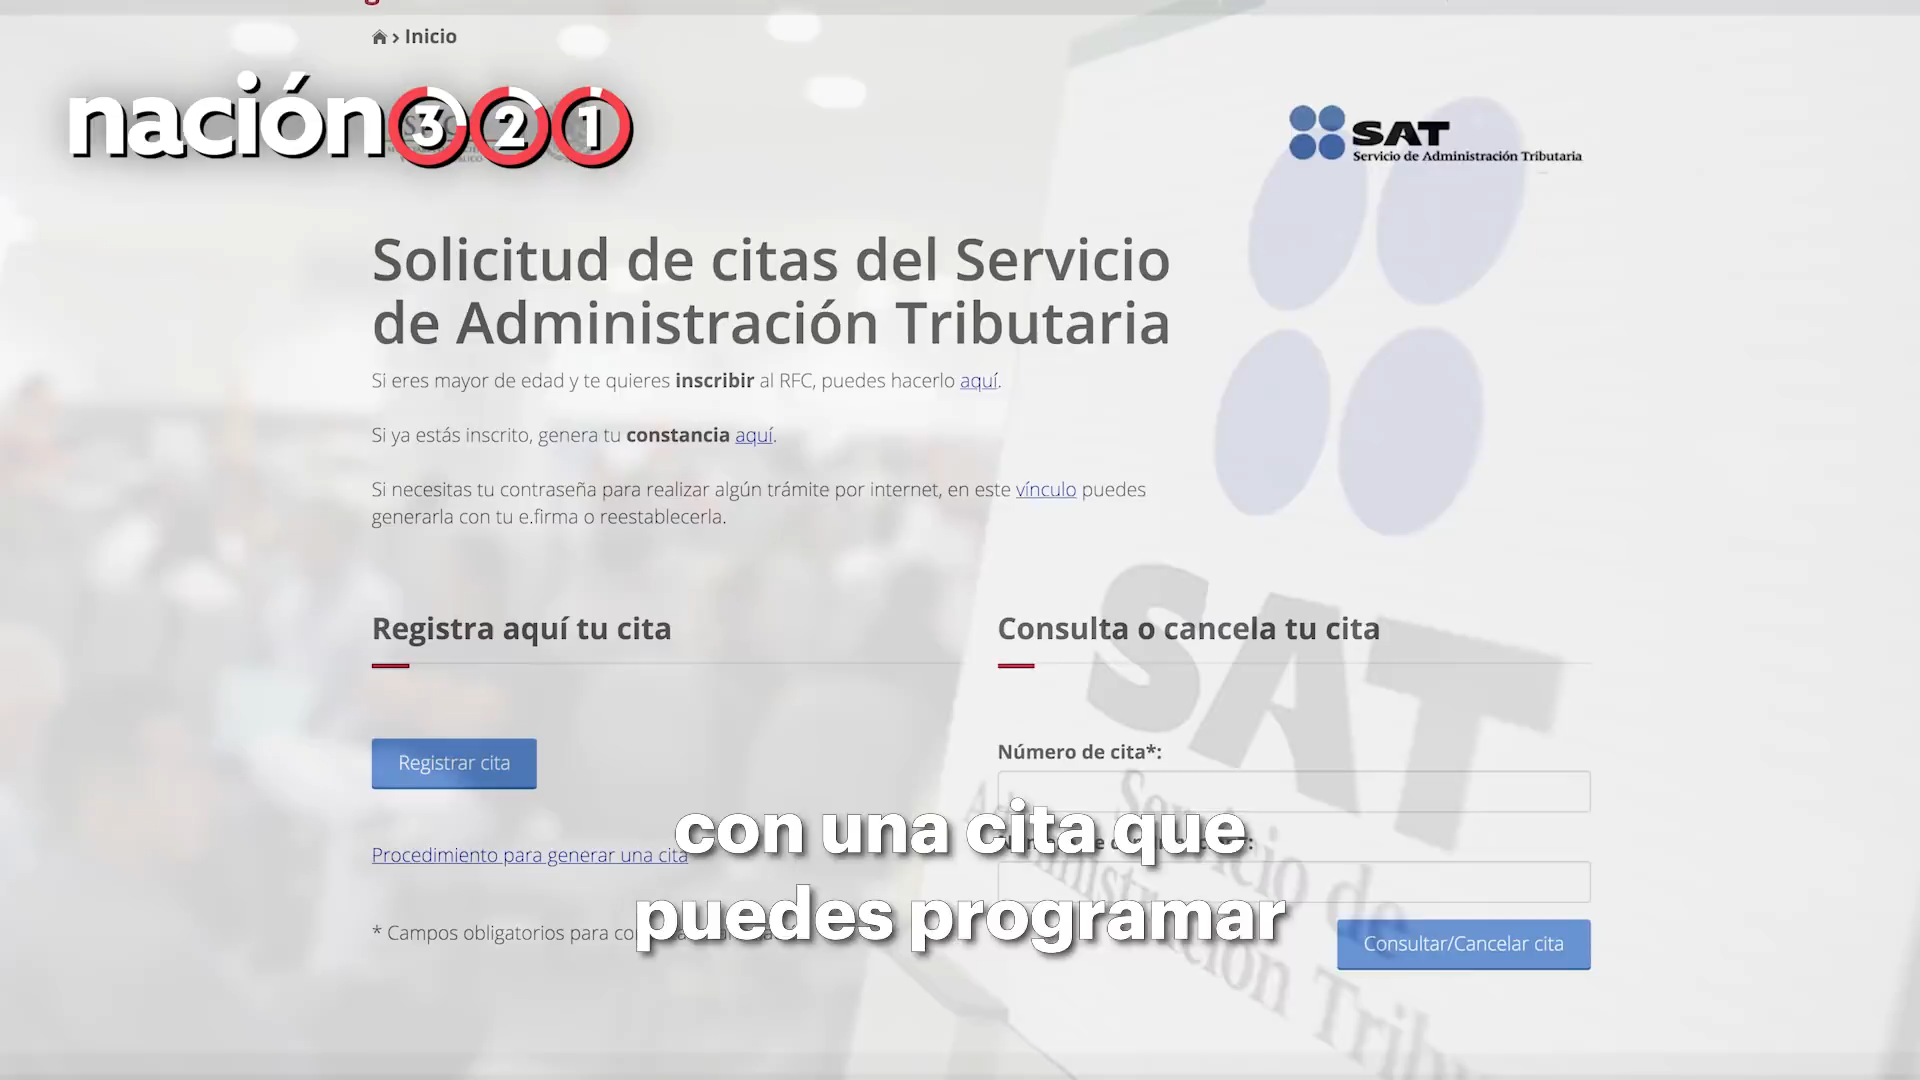 Inicio
nación321
SAT
Servicio de Administración Tributaria
Solicitud de citas del Servicio
de Administración Tributaria
Si eres mayor de edad y te quieres inscribir al RFC, puedes hacerlo aquí.
Si ya estás inscrito, genera tu constancia aquí.
Si necesitas tu contraseña para realizar algún trámite por internet, en este vínculo puedes
generarla con tu e.firma o reestablecerla.
Registra aquí tu cita
Consulta o cancela tu cita
SAT
Servicio de
Administración
Registrar cita
Número de cita*:
Procedimiento para generar una cita
con una cita que
puedes programar
* Campos obligatorios para
Consultar/Cancelar cita